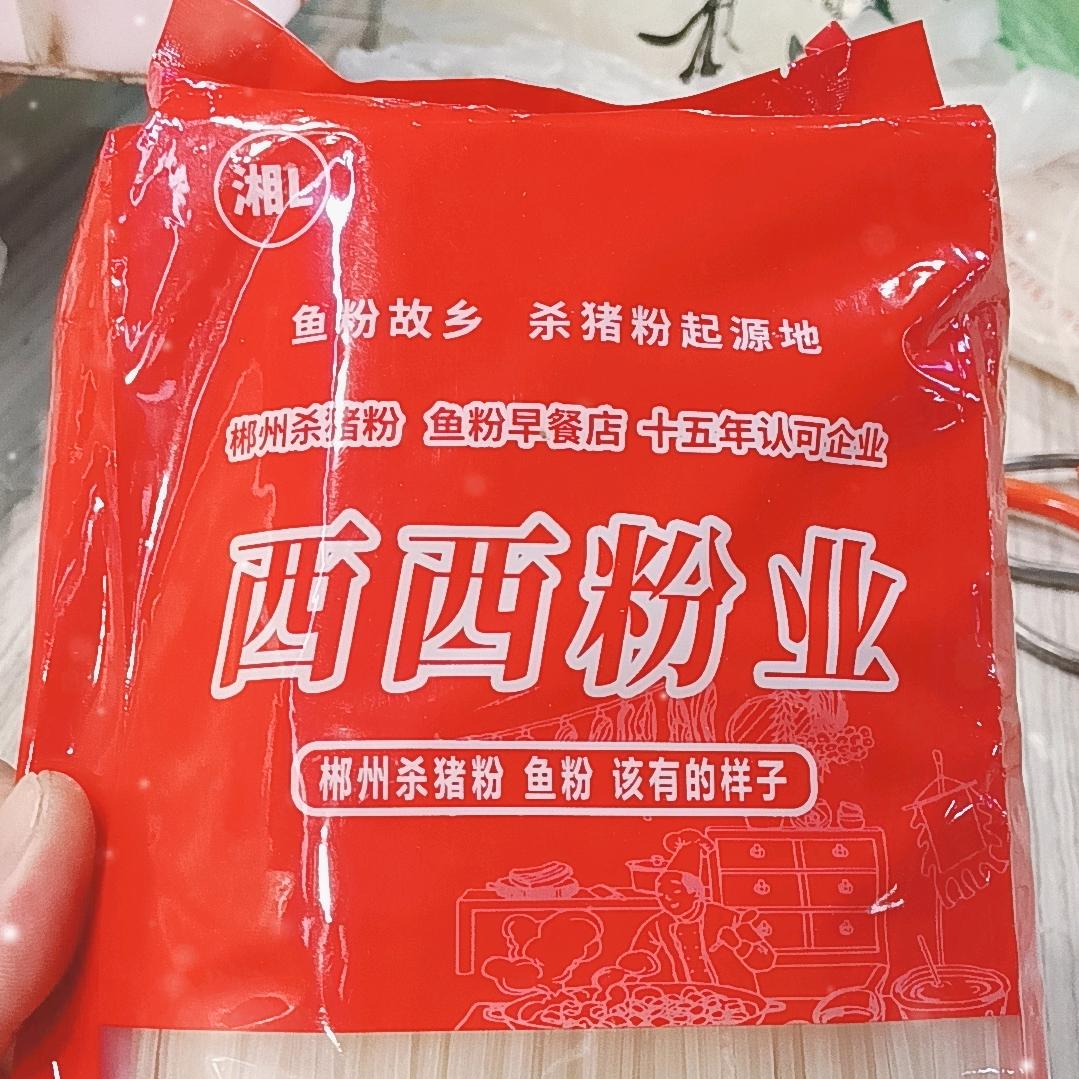 湘L
鱼粉故乡 杀猪粉起源地
郴州杀猪粉 鱼粉早餐店 十五年认可企业
西西粉业
郴州杀猪粉 鱼粉 该有的样子